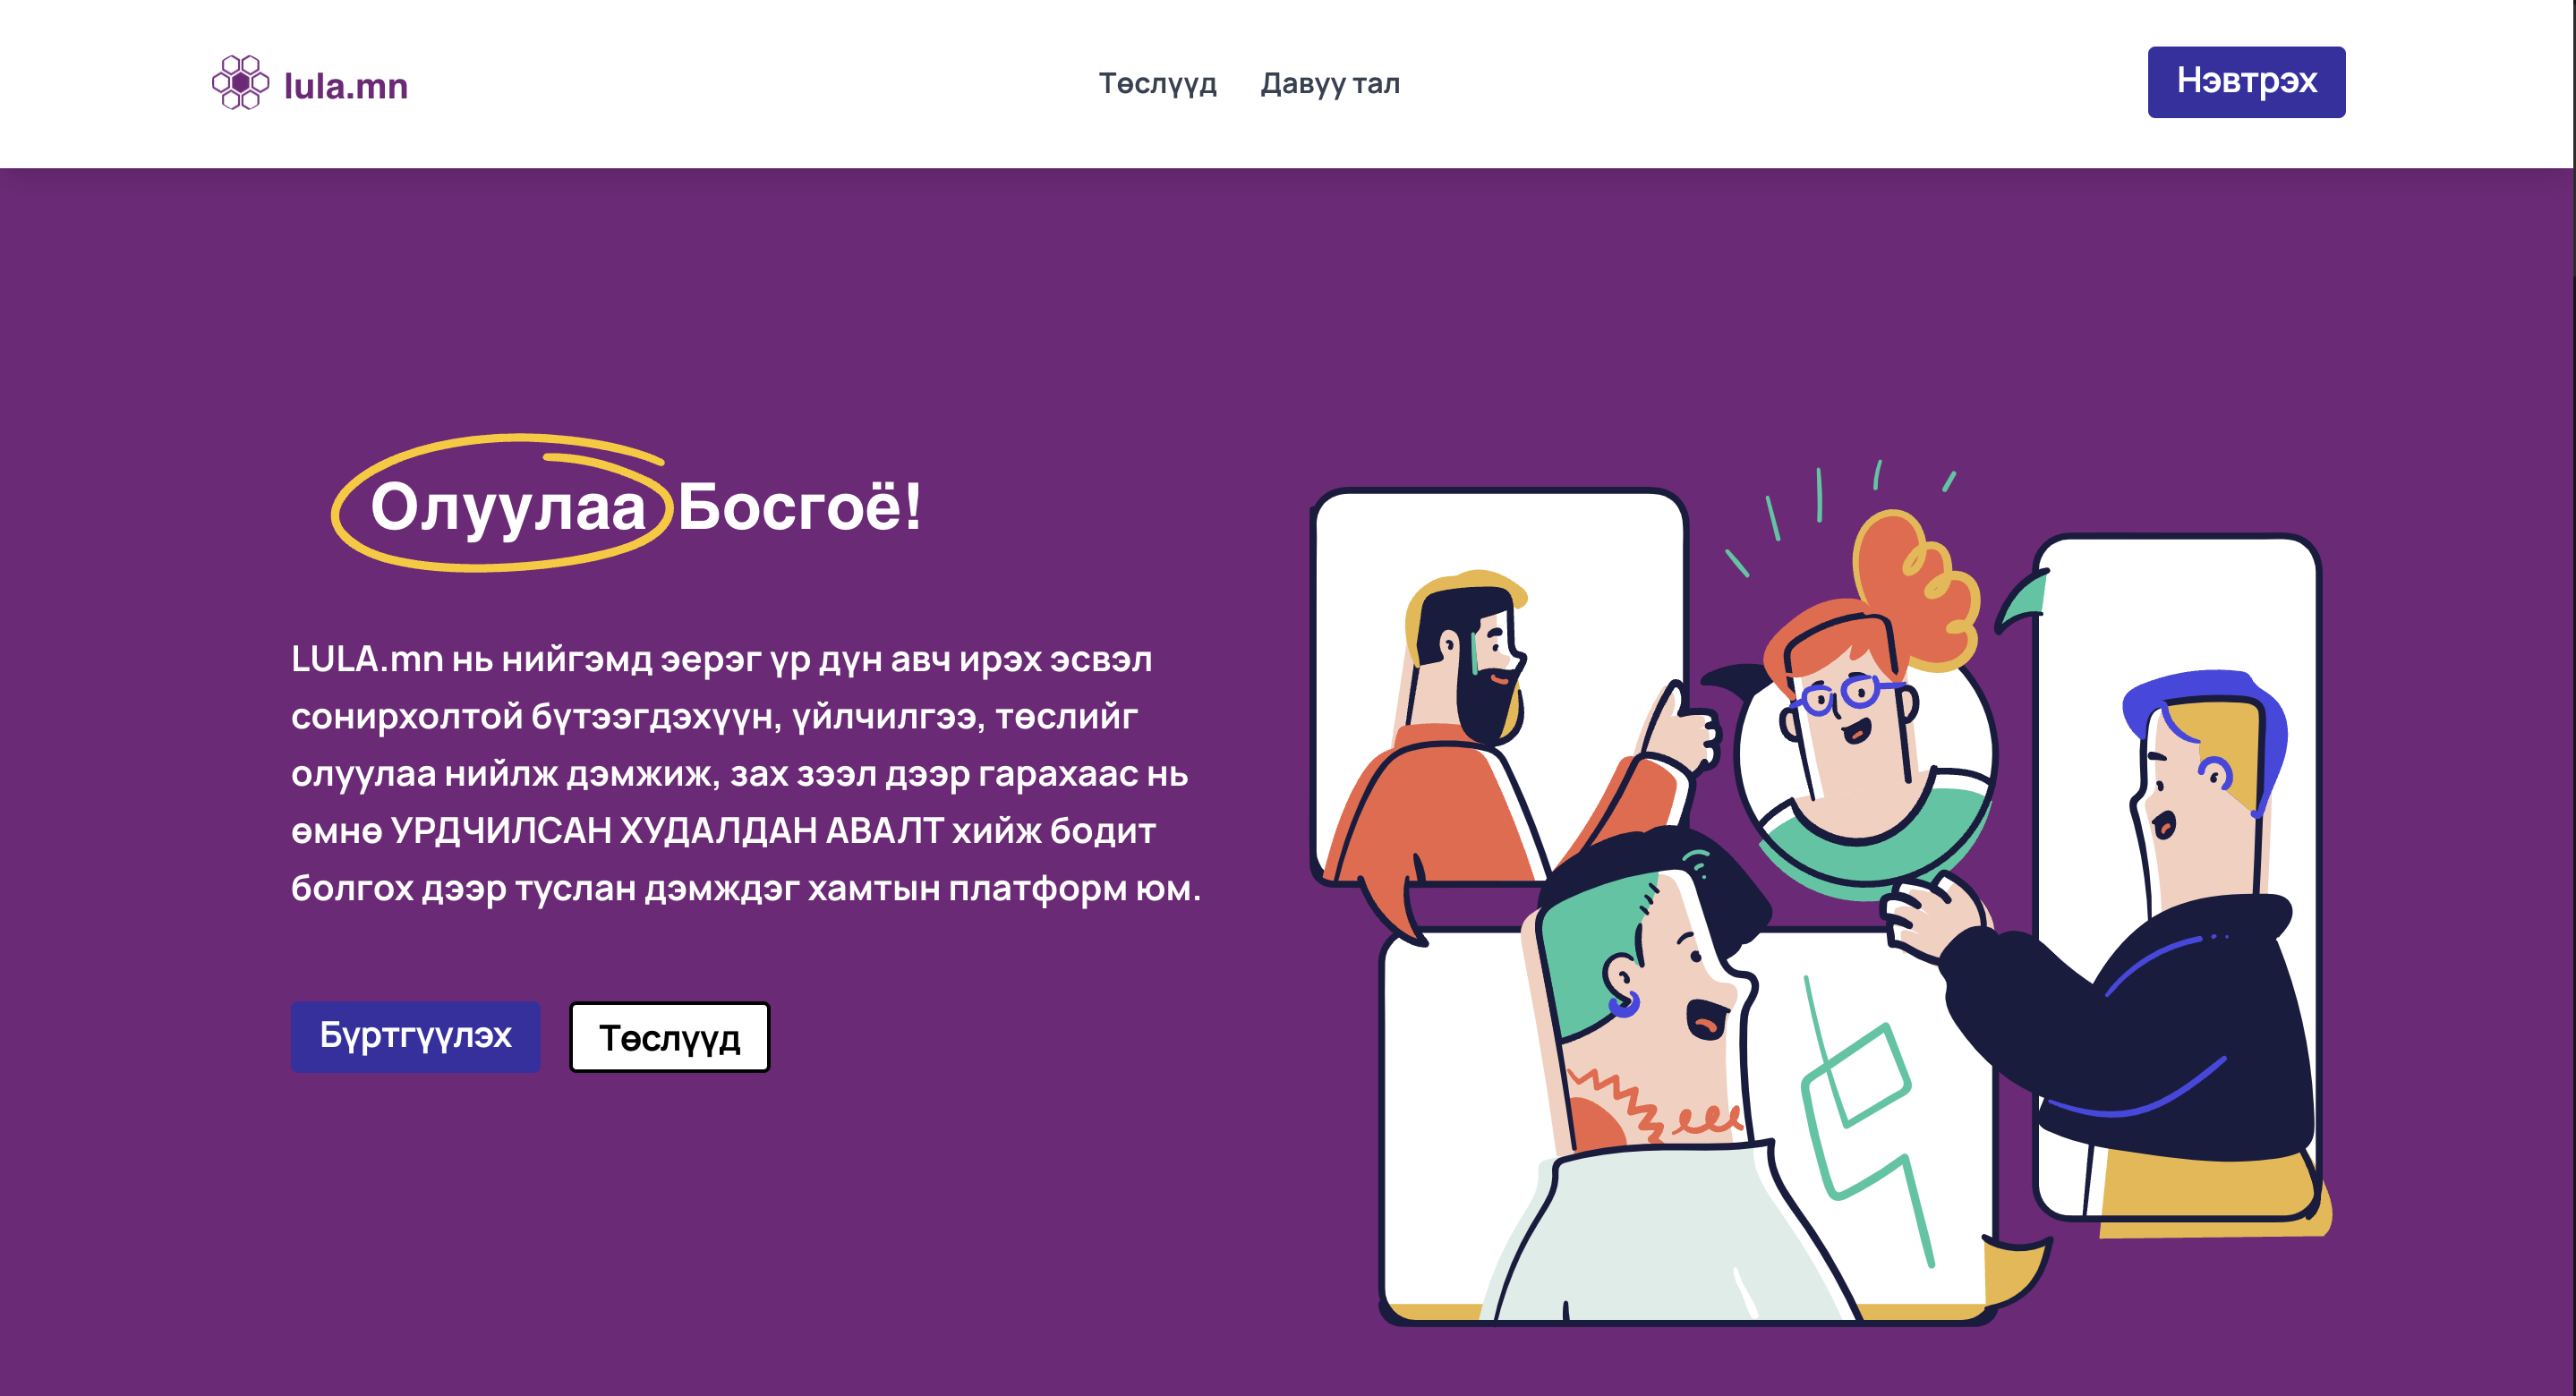 lula.mn
Төслүүд
Давуу тал
Нэвтрэх
Олуулаа Босгоё!
LULA.mn нь нийгэмд эерэг үр дүн авч ирэх эсвэл
сонирхолтой бүтээгдэхүүн, үйлчилгээ, төслийг
олуулаа нийлж дэмжиж, зах зээл дээр гарахаас нь
өмнө УРДЧИЛСАН ХУДАЛДАН АВАЛТ хийж бодит
болгох дээр туслан дэмждэг хамтын платформ юм.
Бүртгүүлэх
Төслүүд